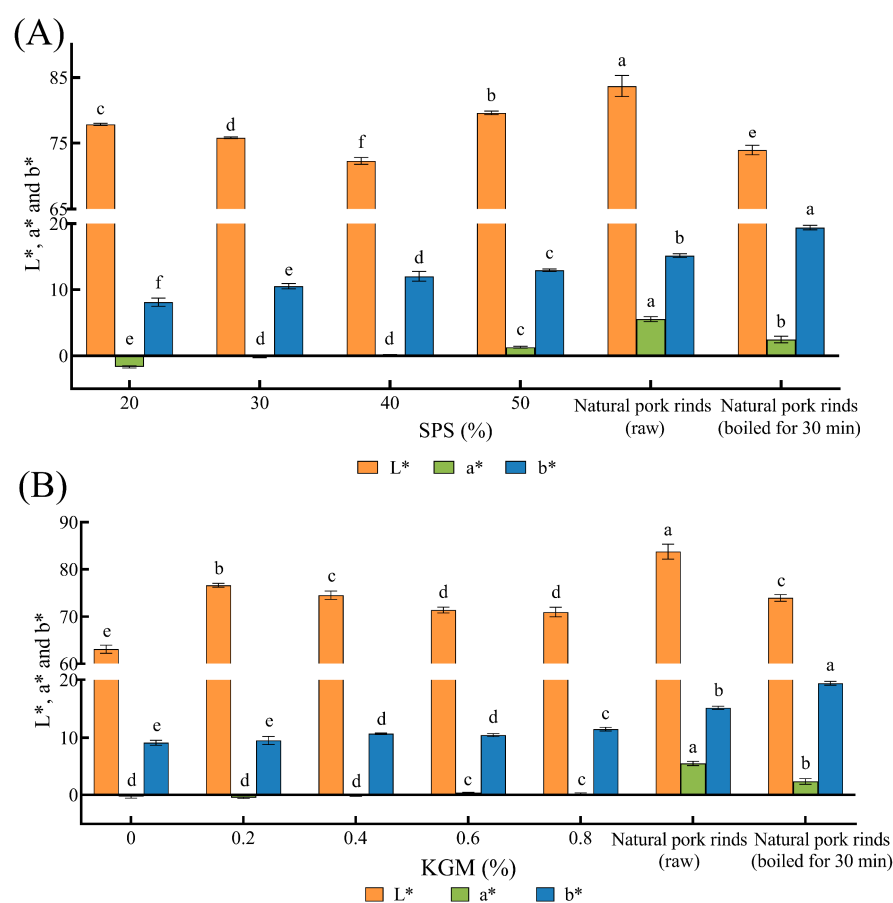 (A)
L*, a* and b*
85
75
65
20
10
0
c d f b a e
f e d c b a
e d d c a b
20 30 40 50 Natural pork rinds (raw) Natural pork rinds (boiled for 30 min)
SPS (%)
L* a* b*
(B)
L*, a* and b*
90
80
70
60
20
10
0
e b c d d a c
e e d d c b a
d d d c c a b
0 0.2 0.4 0.6 0.8 Natural pork rinds (raw) Natural pork rinds (boiled for 30 min)
KGM (%)
L* a* b*